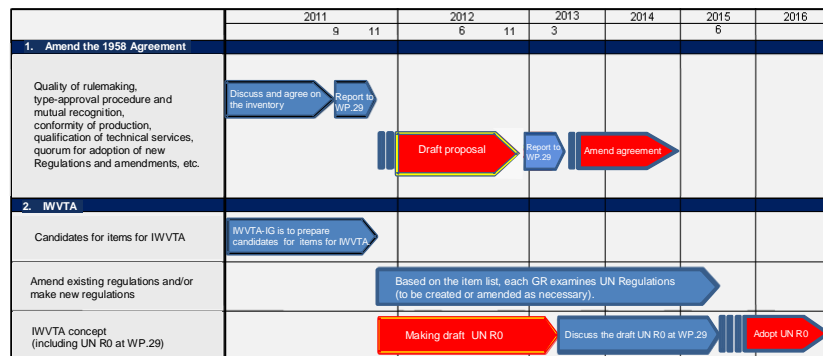 2011 2012 2013 2014 2015 2016
9 11 6 11 3 6
1. Amend the 1958 Agreement
Quality of rulemaking,
type-approval procedure and
mutual recognition,
conformity of production,
qualification of technical services,
quorum for adoption of new
Regulations and amendments, etc.
Discuss and agree on
the inventory
Report to
WP.29
Draft proposal
Report to
WP.29
Amend agreement
2. IWVTA
Candidates for items for IWVTA
IWVTA-IG is to prepare
candidates for items for IWVTA.
Amend existing regulations and/or
make new regulations
Based on the item list, each GR examines UN Regulations
(to be created or amended as necessary).
IWVTA concept
(including UN R0 at WP.29)
Making draft UN R0
Discuss the draft UN R0 at WP.29
Adopt UN R0